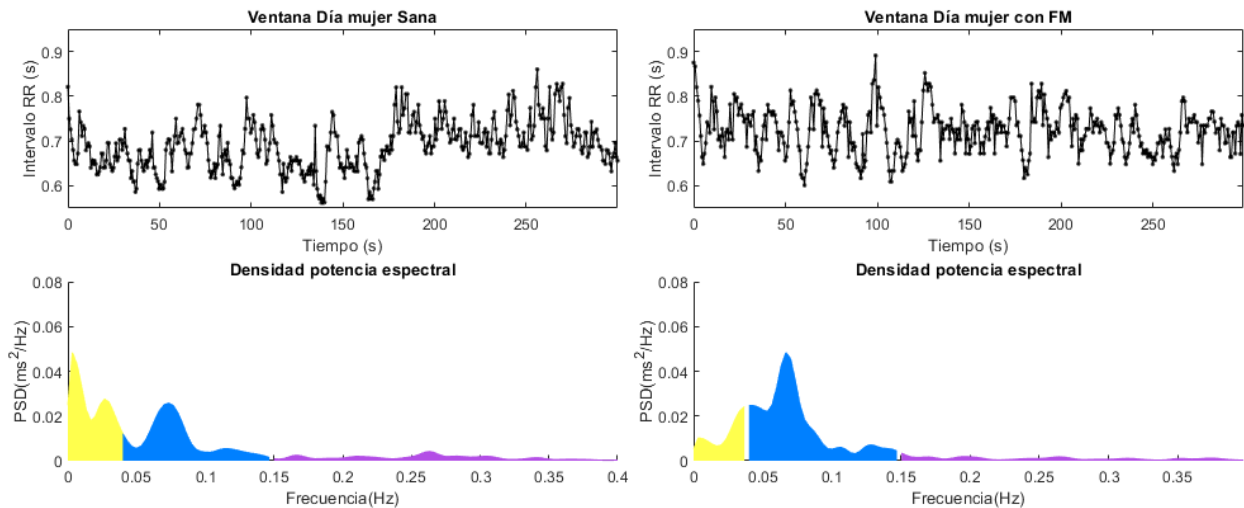 Ventana Día mujer Sana
Intervalo RR (s)
0.9
0.8
0.7
0.6
0 50 100 150 200 250
Tiempo (s)
Ventana Día mujer con FM
Intervalo RR (s)
0.9
0.8
0.7
0.6
0 50 100 150 200 250
Tiempo (s)
Densidad potencia espectral
PSD(ms²/Hz)
0.08
0.06
0.04
0.02
0
0 0.05 0.1 0.15 0.2 0.25 0.3 0.35 0.4
Frecuencia(Hz)
Densidad potencia espectral
PSD(ms²/Hz)
0.08
0.06
0.04
0.02
0
0 0.05 0.1 0.15 0.2 0.25 0.3 0.35
Frecuencia(Hz)